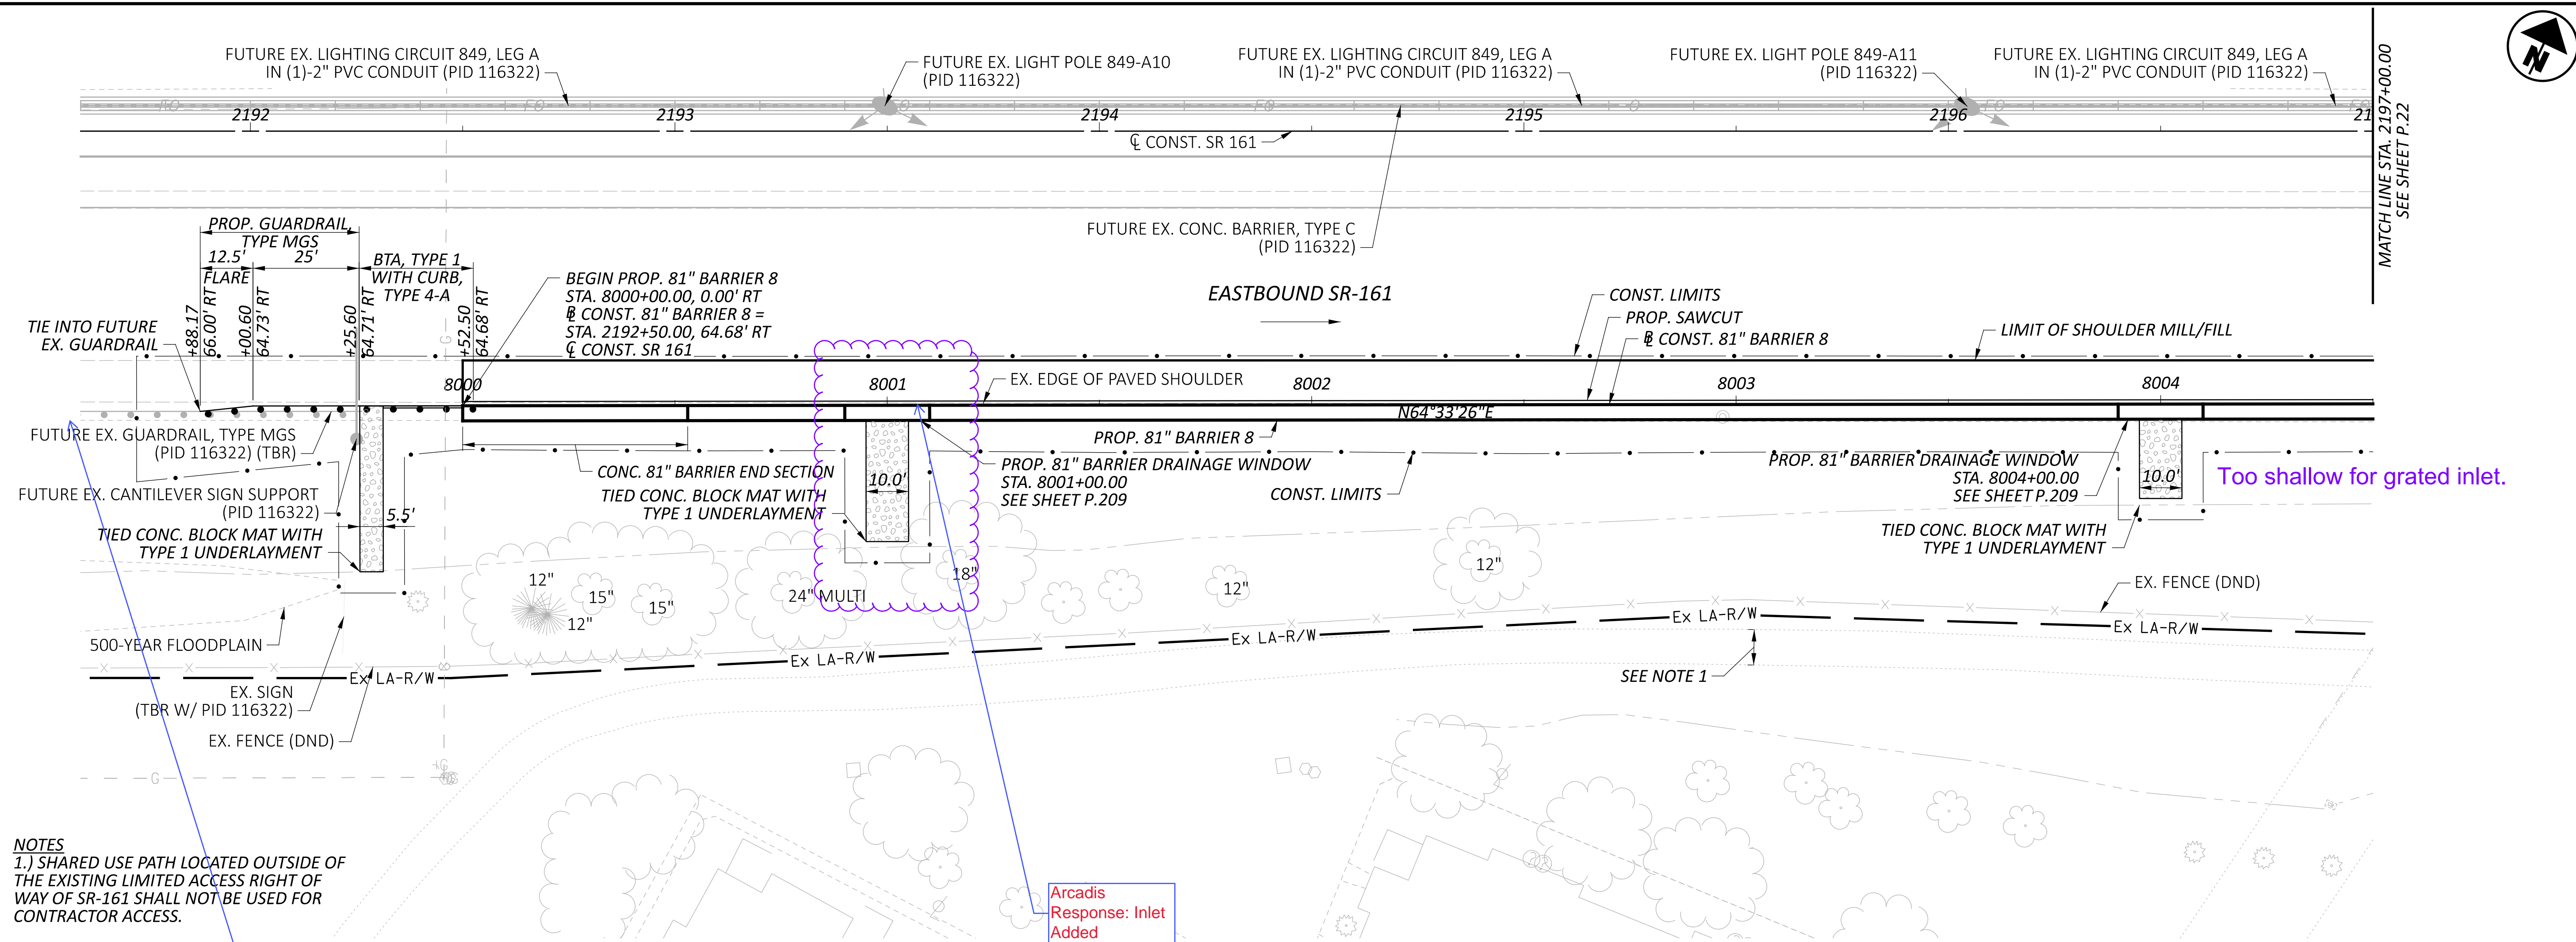 FUTURE EX. LIGHTING CIRCUIT 849, LEG A
IN (1)-2" PVC CONDUIT (PID 116322)
FUTURE EX. LIGHT POLE 849-A10
(PID 116322)
FUTURE EX. LIGHTING CIRCUIT 849, LEG A
IN (1)-2" PVC CONDUIT (PID 116322)
FUTURE EX. LIGHT POLE 849-A11
(PID 116322)
FUTURE EX. LIGHTING CIRCUIT 849, LEG A
IN (1)-2" PVC CONDUIT (PID 116322)
MATCH LINE STA. 2197+00.00
SEE SHEET P.22
N
2192
2193
2194
2195
2196
21
℄ CONST. SR 161
FUTURE EX. CONC. BARRIER, TYPE C
(PID 116322)
PROP. GUARDRAIL,
TYPE MGS
12.5'
FLARE
25'
BTA, TYPE 1
WITH CURB,
TYPE 4-A
+88.17
66.00' RT
+00.60
64.73' RT
+25.60
64.71' RT
+52.50
64.68' RT
TIE INTO FUTURE
EX. GUARDRAIL
BEGIN PROP. 81" BARRIER 8
STA. 8000+00.00, 0.00' RT
BL CONST. 81" BARRIER 8 =
STA. 2192+50.00, 64.68' RT
℄ CONST. SR 161
EASTBOUND SR-161
CONST. LIMITS
PROP. SAWCUT
BL CONST. 81" BARRIER 8
LIMIT OF SHOULDER MILL/FILL
G
8000
8001
EX. EDGE OF PAVED SHOULDER
8002
8003
8004
N64°33'26"E
FUTURE EX. GUARDRAIL, TYPE MGS
(PID 116322) (TBR)
PROP. 81" BARRIER 8
CONC. 81" BARRIER END SECTION
PROP. 81" BARRIER DRAINAGE WINDOW
STA. 8001+00.00
SEE SHEET P.209
CONST. LIMITS
PROP. 81" BARRIER DRAINAGE WINDOW
STA. 8004+00.00
SEE SHEET P.209
10.0'
10.0'
Too shallow for grated inlet.
FUTURE EX. CANTILEVER SIGN SUPPORT
(PID 116322)
5.5'
TIED CONC. BLOCK MAT WITH
TYPE 1 UNDERLAYMENT
TIED CONC. BLOCK MAT WITH
TYPE 1 UNDERLAYMENT
TIED CONC. BLOCK MAT WITH
TYPE 1 UNDERLAYMENT
12"
15"
15"
12"
24" MULTI
18"
12"
12"
EX. FENCE (DND)
500-YEAR FLOODPLAIN
Ex LA-R/W
Ex LA-R/W
Ex LA-R/W
Ex LA-R/W
Ex LA-R/W
SEE NOTE 1
EX. SIGN
(TBR W/ PID 116322)
EX. FENCE (DND)
G
NOTES
1.) SHARED USE PATH LOCATED OUTSIDE OF
THE EXISTING LIMITED ACCESS RIGHT OF
WAY OF SR-161 SHALL NOT BE USED FOR
CONTRACTOR ACCESS.
Arcadis
Response: Inlet
Added